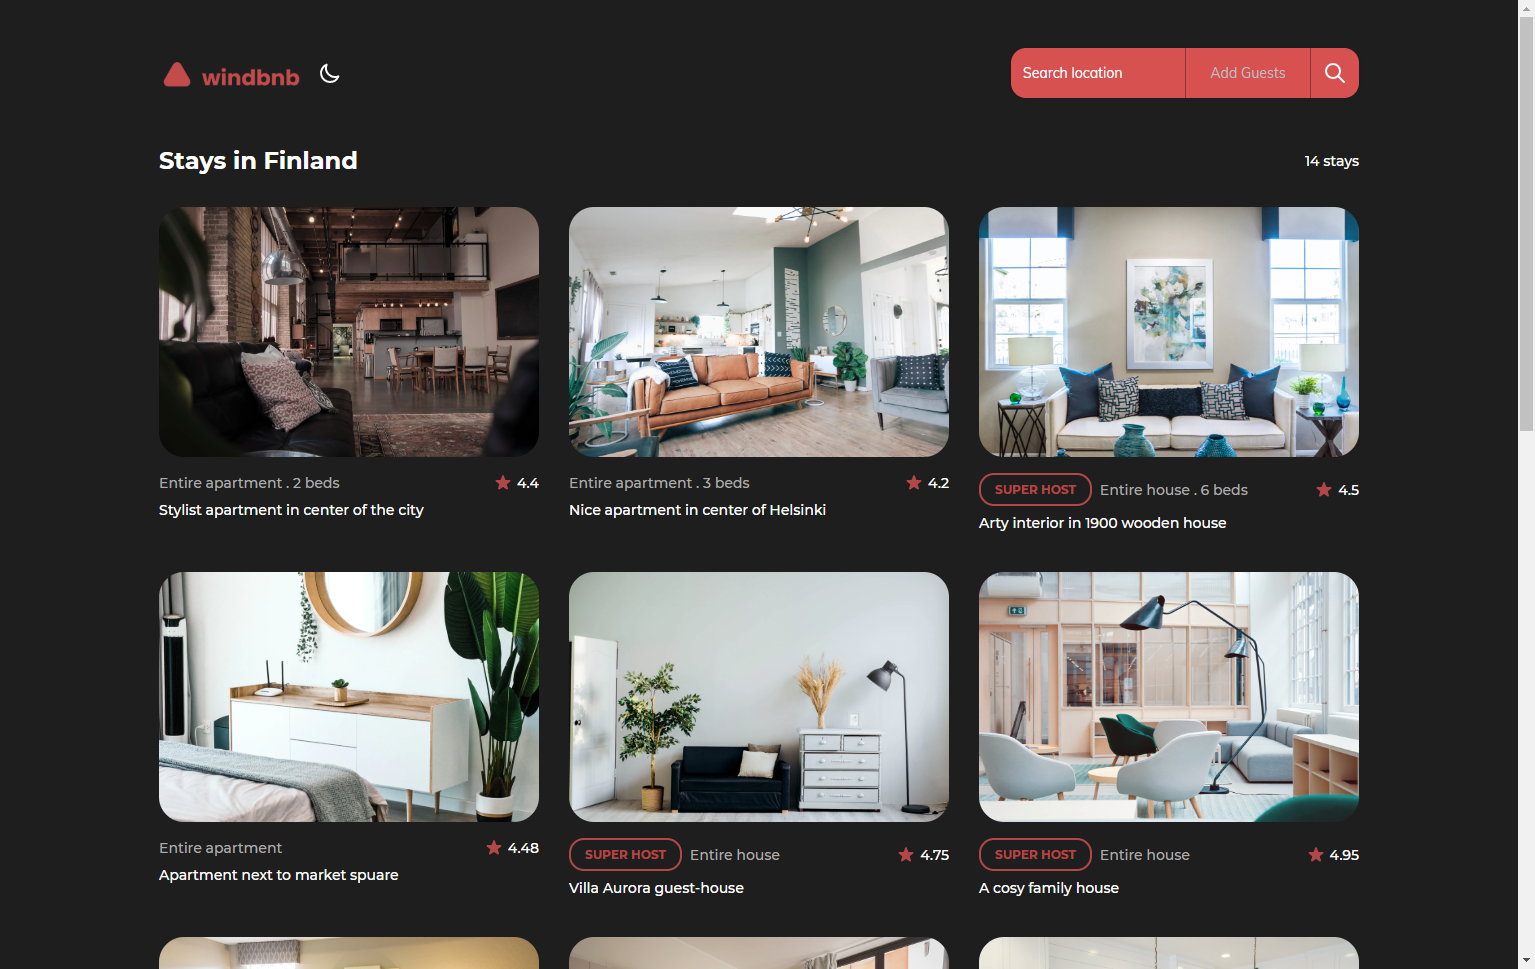 windbnb
Search location
Add Guests
Stays in Finland
14 stays
Entire apartment . 2 beds
4.4
Stylist apartment in center of the city
Entire apartment . 3 beds
4.2
Nice apartment in center of Helsinki
SUPER HOST
Entire house . 6 beds
4.5
Arty interior in 1900 wooden house
Entire apartment
4.48
Apartment next to market spuare
SUPER HOST
Entire house
4.75
Villa Aurora guest-house
SUPER HOST
Entire house
4.95
A cosy family house